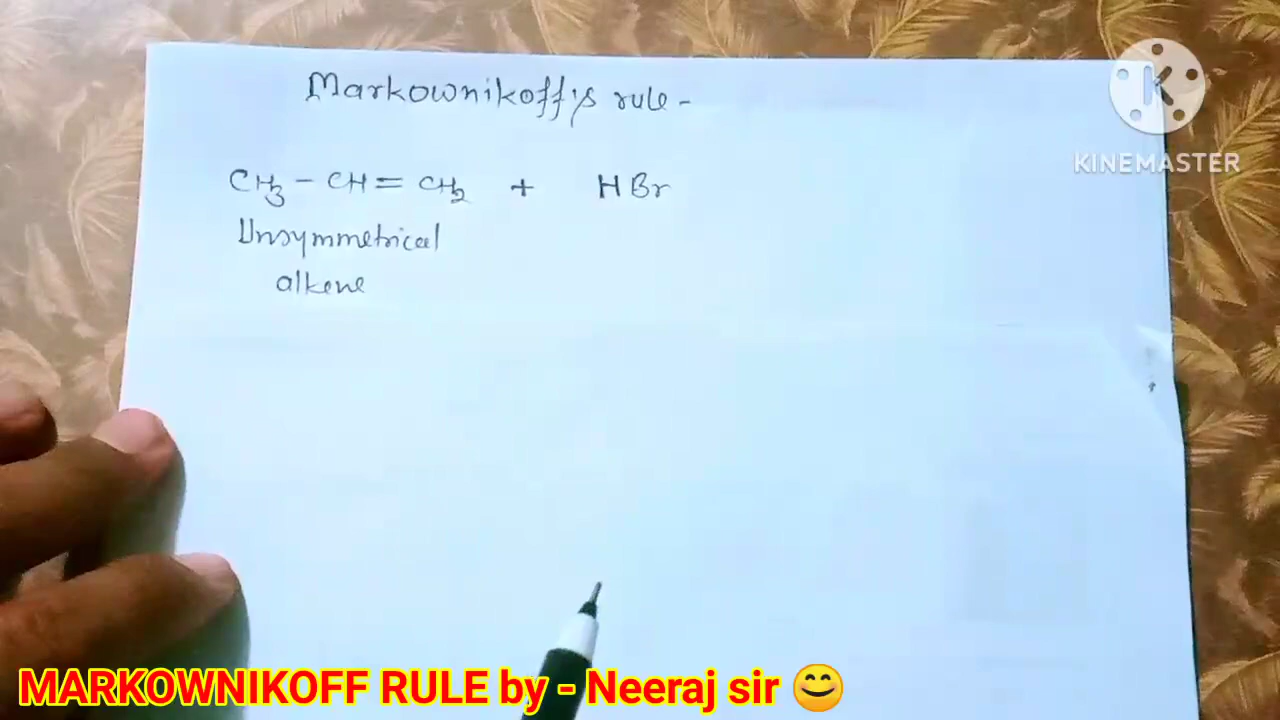 Markownikoff's rule -
KINEMASTER
CH3 - CH = CH2 + HBr
Unsymmetrical
alkene
MARKOWNIKOFF RULE by - Neeraj sir 😊